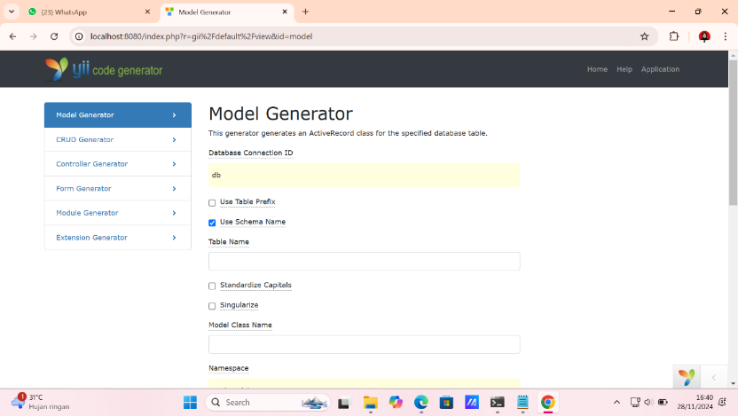 (23) WhatsApp
Model Generator
localhost:8080/index.php?r=gii%2Fdefault%2Fview&id=model
yii code generator
Home Help Application
Model Generator
CRUD Generator
Controller Generator
Form Generator
Module Generator
Extension Generator
Model Generator
This generator generates an ActiveRecord class for the specified database table.
Database Connection ID
db
Use Table Prefix
Use Schema Name
Table Name
Standardize Capitals
Singularize
Model Class Name
Namespace
1
31°C
Hujan ringan
Search
16:40
28/11/2024